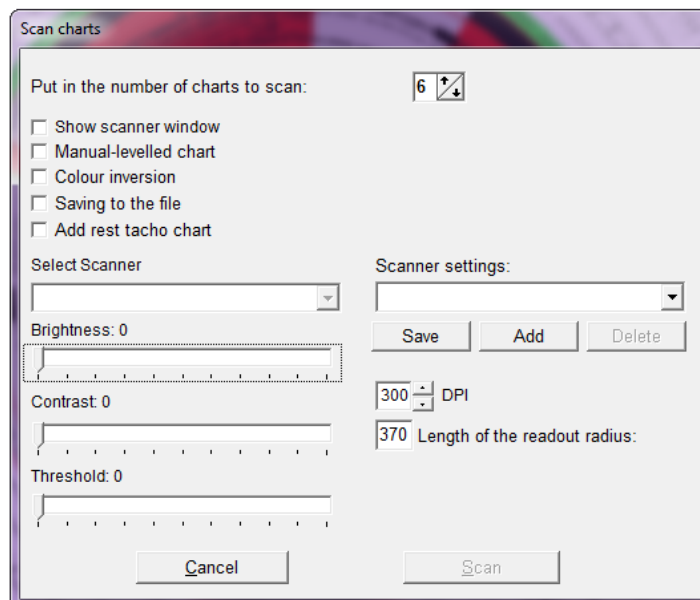 Scan charts
Put in the number of charts to scan: 6
Show scanner window
Manual-levelled chart
Colour inversion
Saving to the file
Add rest tacho chart
Select Scanner
Scanner settings:
Brightness: 0
Save Add Delete
300 DPI
Contrast: 0
370 Length of the readout radius:
Threshold: 0
Cancel Scan